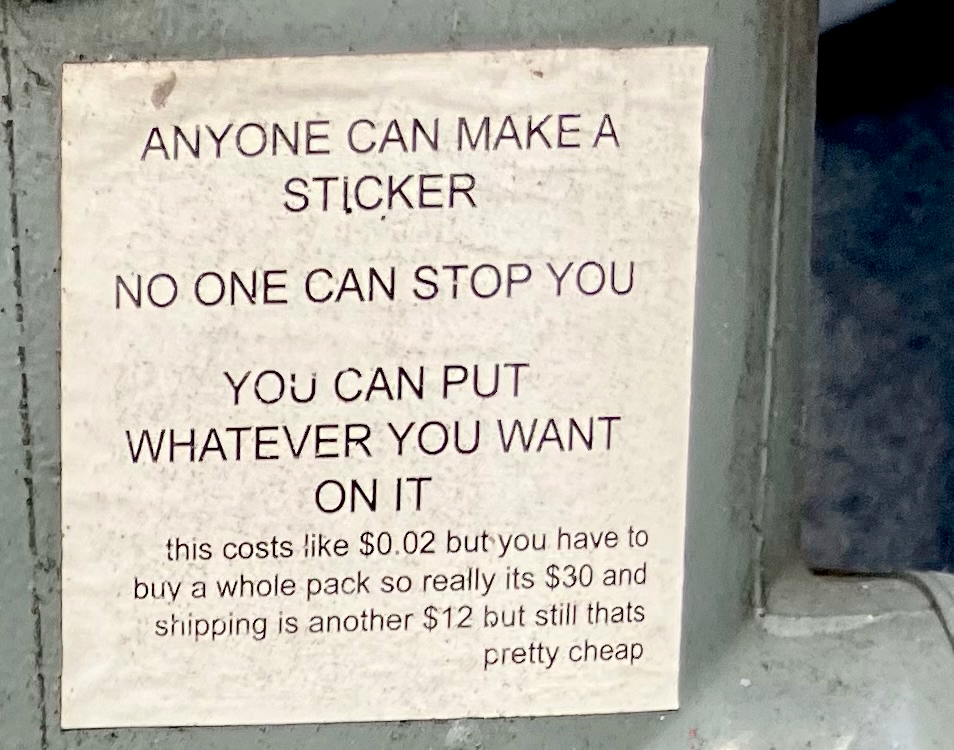 ANYONE CAN MAKE A
STICKER
NO ONE CAN STOP YOU
YOU CAN PUT
WHATEVER YOU WANT
ON IT
this costs like $0.02 but you have to
buy a whole pack so really its $30 and
shipping is another $12 but still thats
pretty cheap